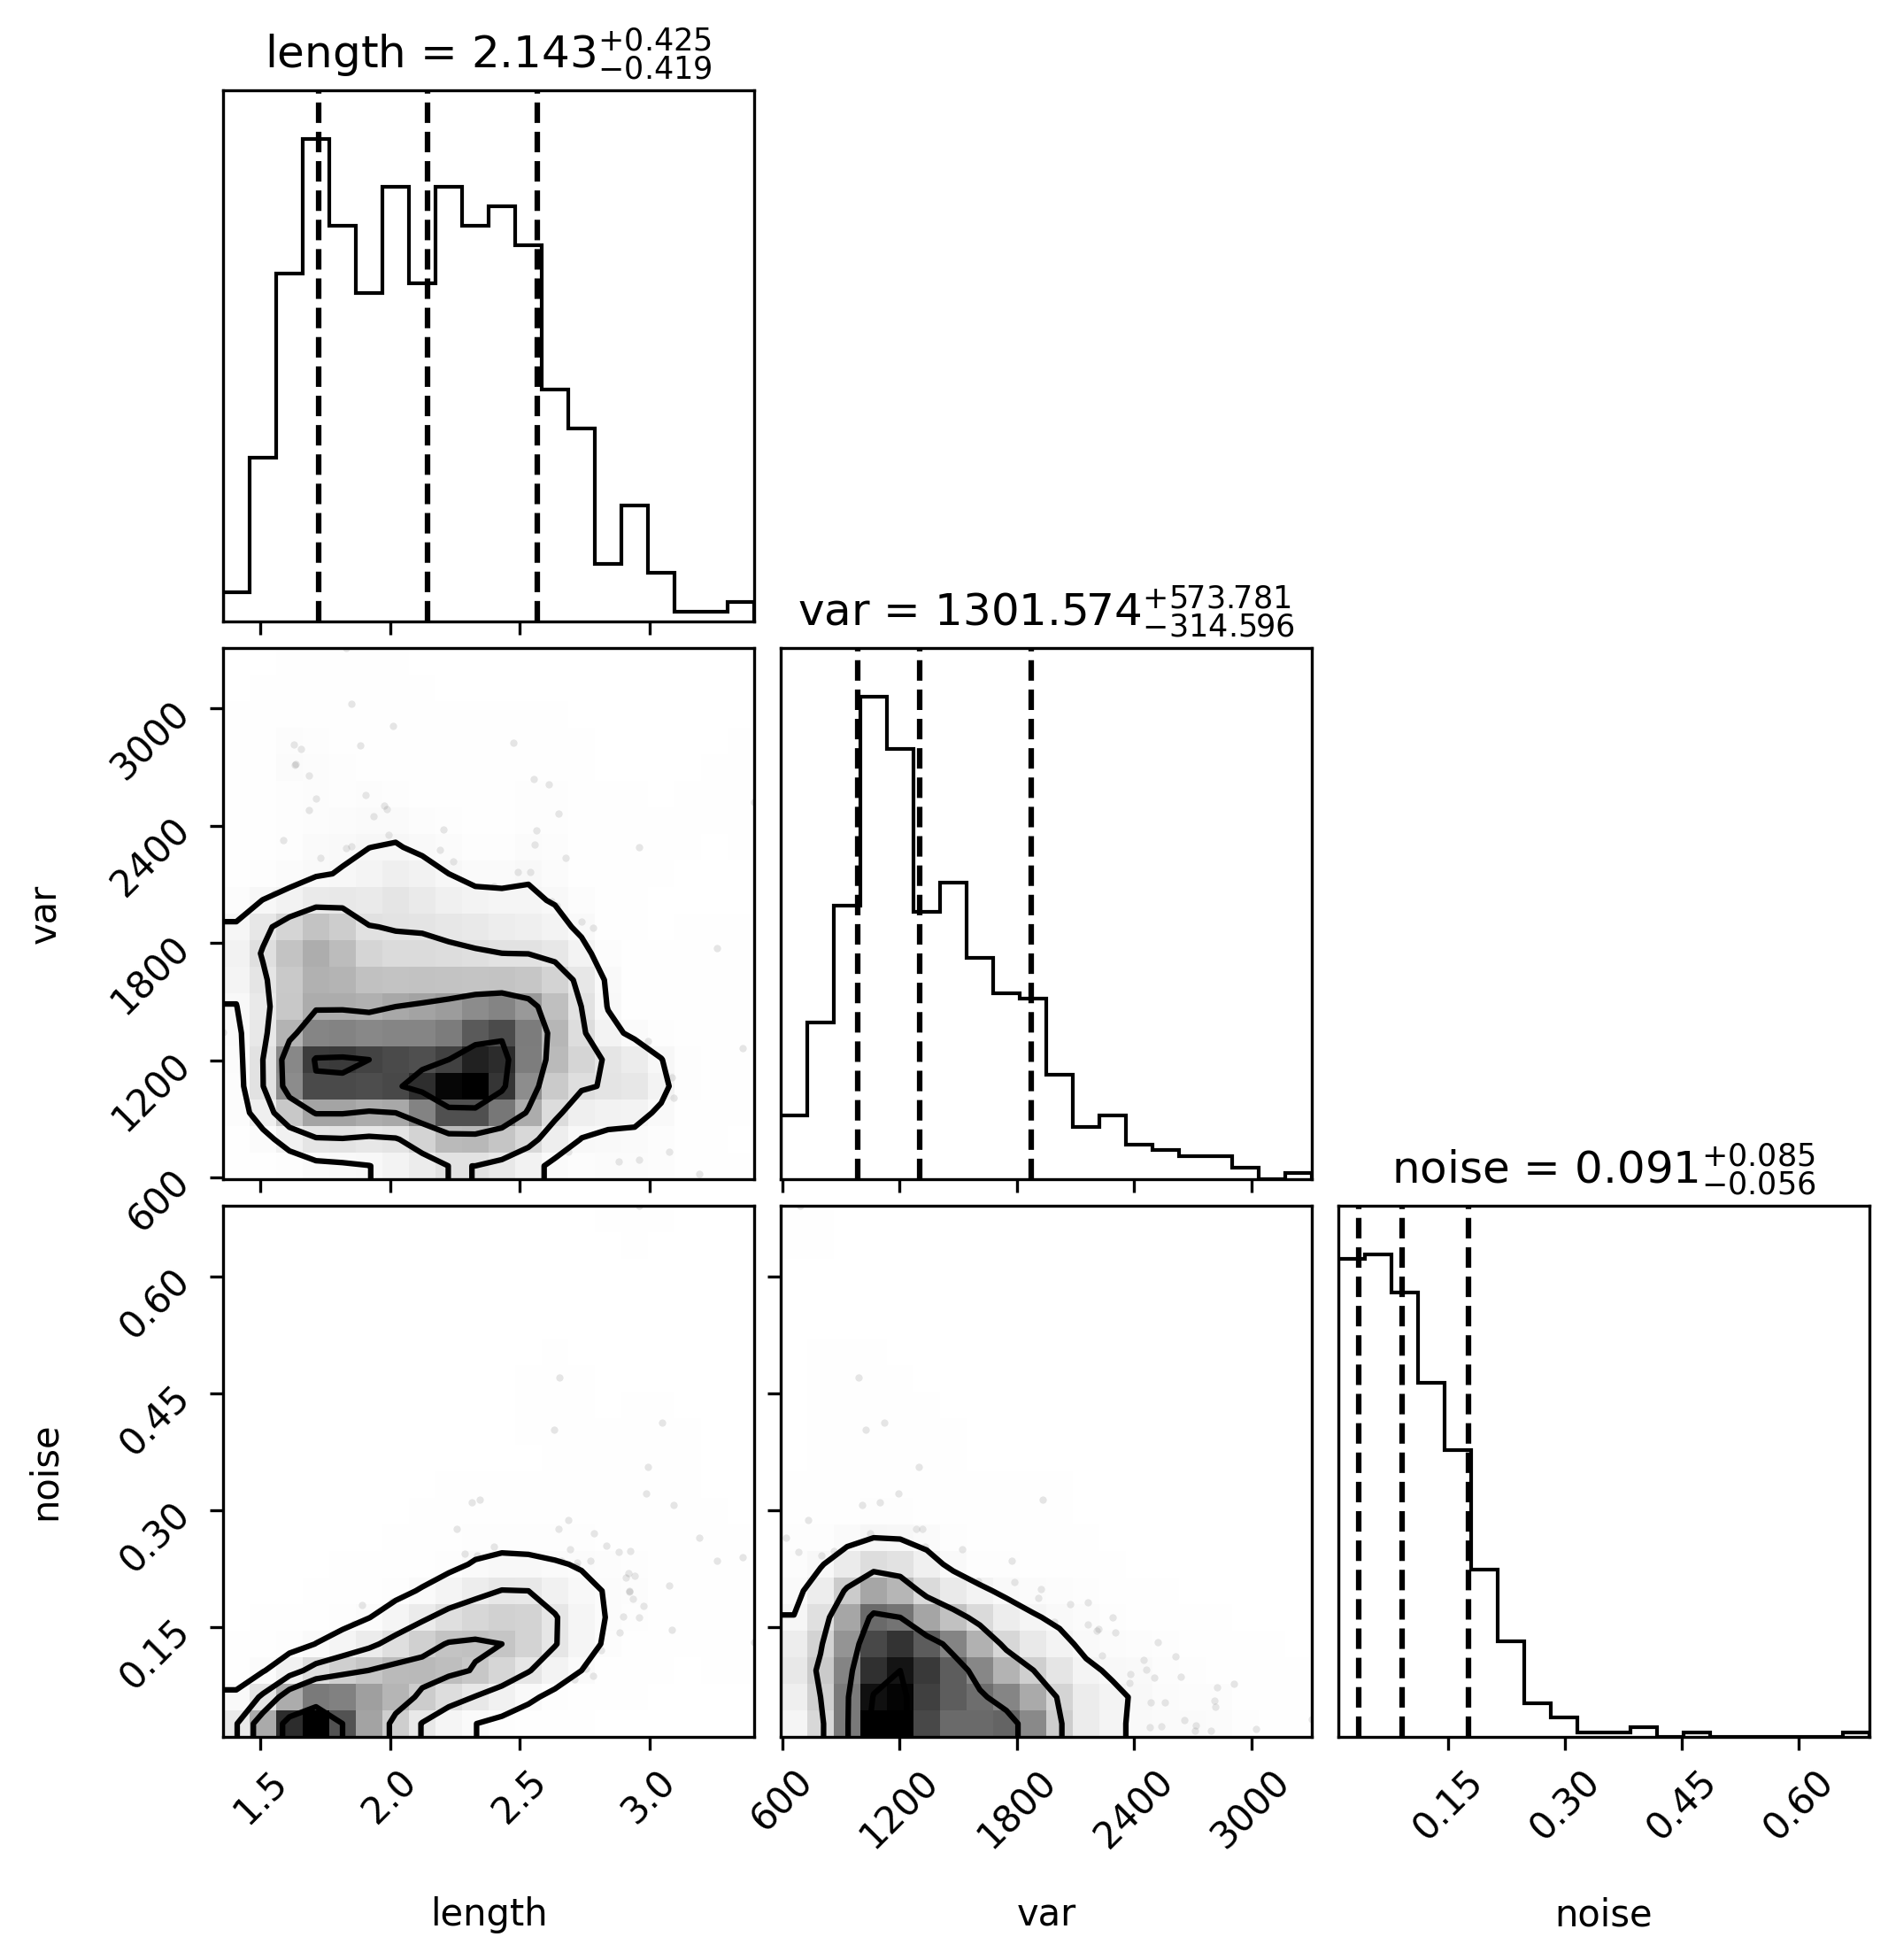 length = 2.143 +0.425 −0.419
var = 1301.574 +573.781 −314.596
3000
2400
1800
1200
600
var
noise = 0.091 +0.085 −0.056
0.60
0.45
0.30
0.15
noise
1.5 2.0 2.5 3.0
600 1200 1800 2400 3000
0.15 0.30 0.45 0.60
length var noise